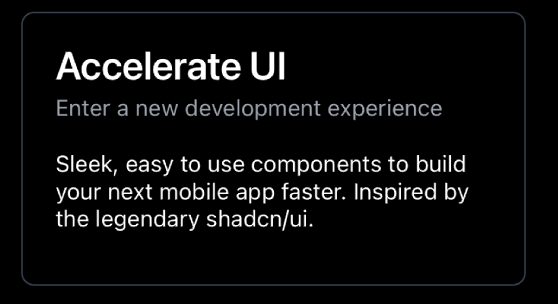 Accelerate UI
Enter a new development experience
Sleek, easy to use components to build
your next mobile app faster. Inspired by
the legendary shadcn/ui.